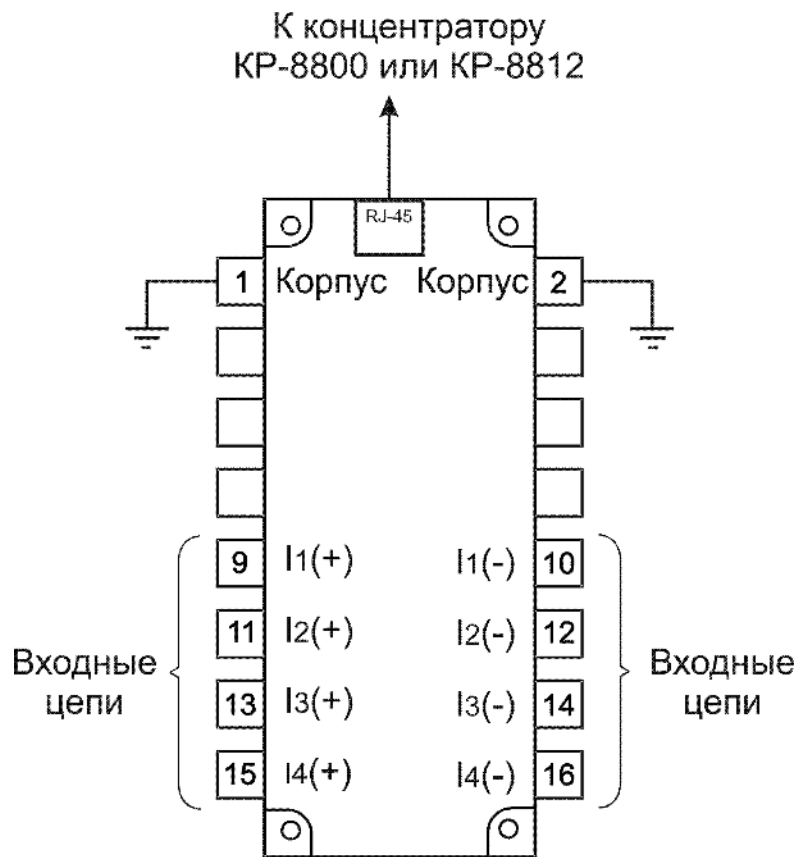 К концентратору
КР-8800 или КР-8812
RJ-45
1 Корпус Корпус 2
9 I1(+) I1(-) 10
11 I2(+) I2(-) 12
Входные цепи
13 I3(+) I3(-) 14
Входные цепи
15 I4(+) I4(-) 16